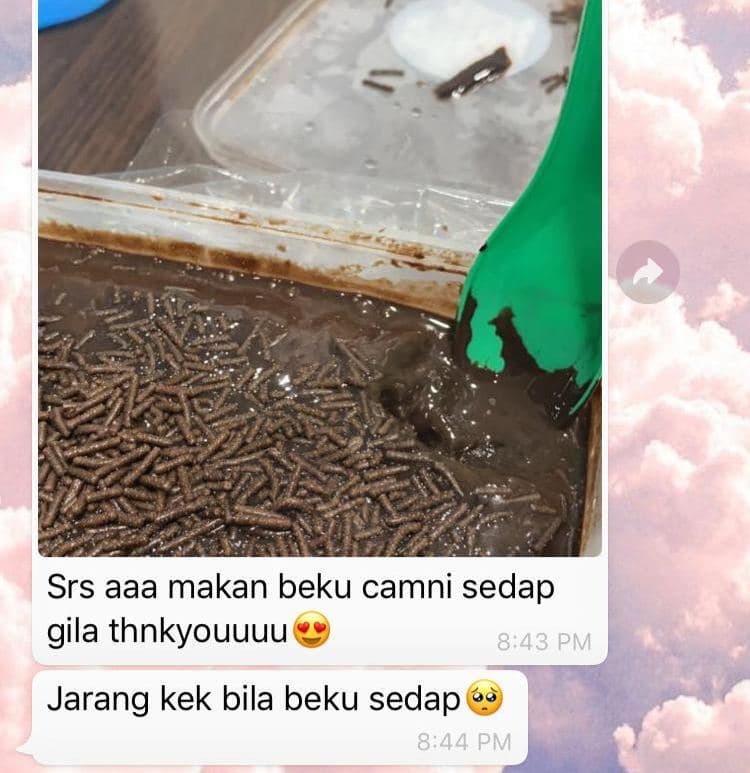 Srs aaa makan beku camni sedap
gila thnkyouuuu😍
8:43 PM
Jarang kek bila beku sedap🥺
8:44 PM